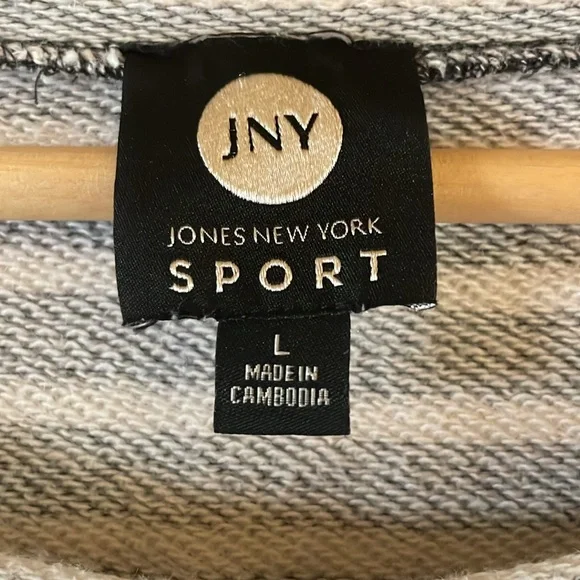 JNY
JONES NEW YORK
SPORT
L
MADE IN
CAMBODIA